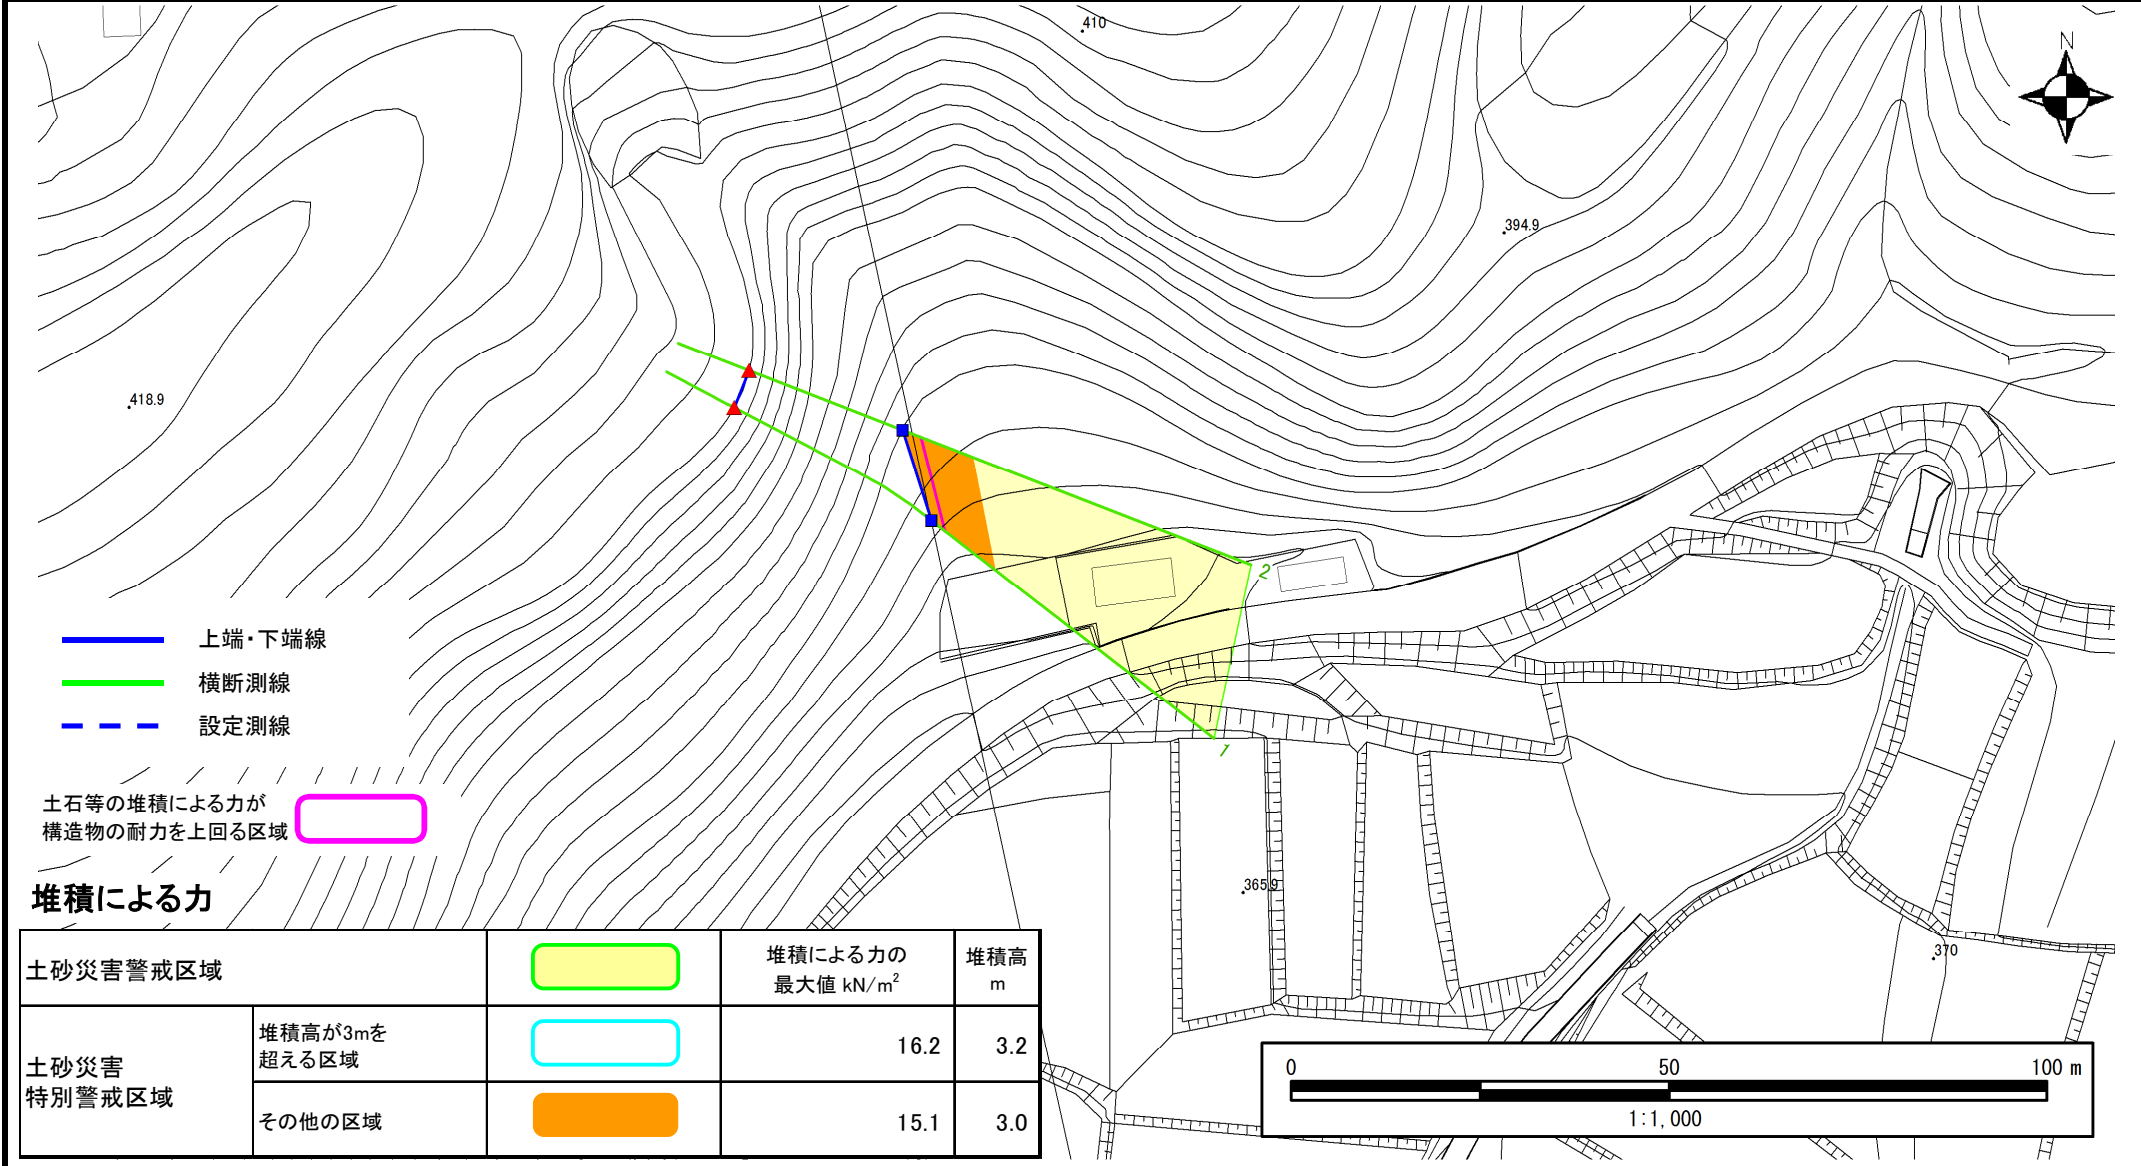 410
N
394.9
418.9
2
1
上端・下端線
横断測線
設定測線
土石等の堆積による力が
構造物の耐力を上回る区域
365.9
370
堆積による力
土砂災害警戒区域
堆積による力の
最大値 kN/m²
堆積高
m
土砂災害
特別警戒区域
堆積高が3mを
超える区域
16.2
3.2
その他の区域
15.1
3.0
0 50 100 m
1:1,000